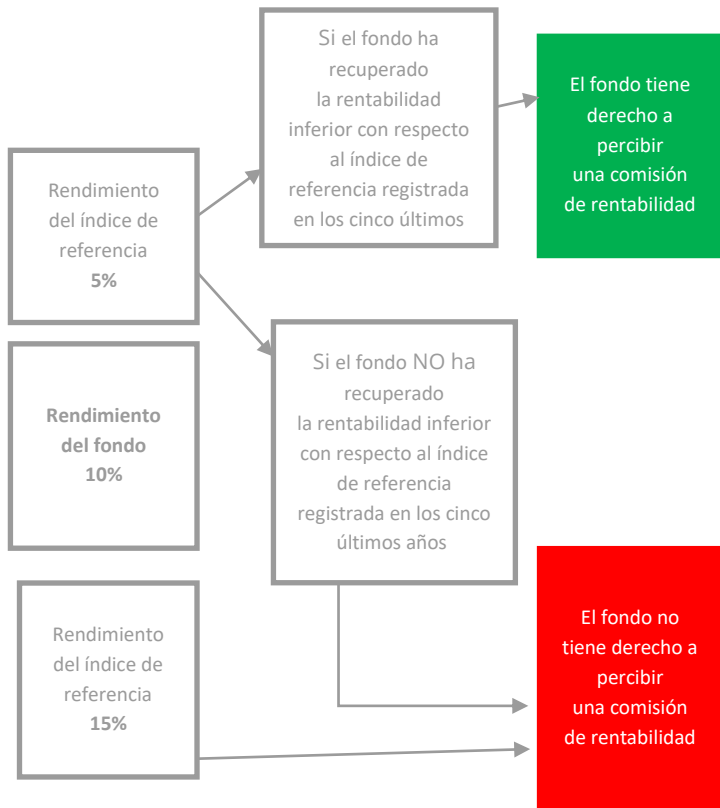 Rendimiento
del índice de
referencia
5%
Si el fondo ha
recuperado
la rentabilidad
inferior con respecto
al índice de
referencia registrada
en los cinco últimos
El fondo tiene
derecho a
percibir
una comisión
de rentabilidad
Rendimiento
del fondo
10%
Si el fondo NO ha
recuperado
la rentabilidad inferior
con respecto al índice
de referencia
registrada en los cinco
últimos años
Rendimiento
del índice de
referencia
15%
El fondo no
tiene derecho a
percibir
una comisión
de rentabilidad